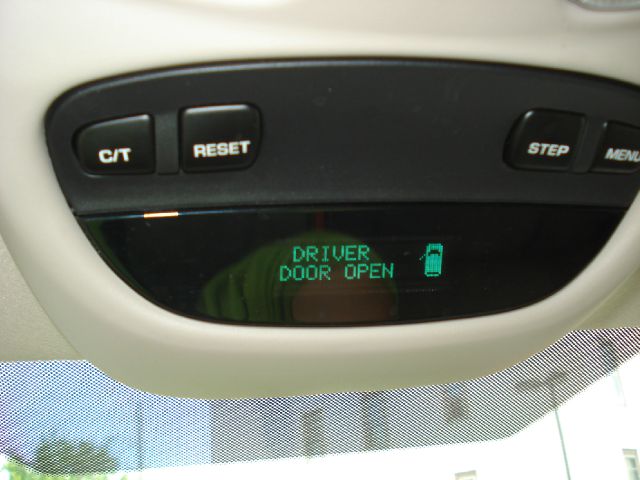 C/T RESET STEP MENU
DRIVER
DOOR OPEN